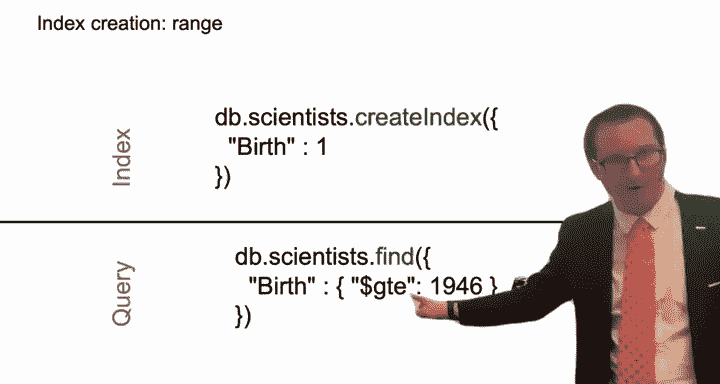 Index creation: range
Index
db.scientists.createIndex({
"Birth" : 1
})
Query
db.scientists.find({
"Birth" : { "$gte": 1946 }
})